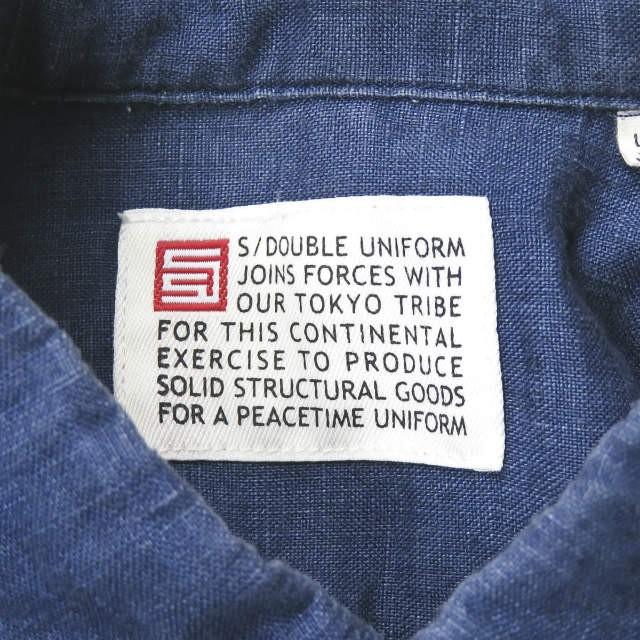 S/DOUBLE UNIFORM
JOINS FORCES WITH
OUR TOKYO TRIBE
FOR THIS CONTINENTAL
EXERCISE TO PRODUCE
SOLID STRUCTURAL GOODS
FOR A PEACETIME UNIFORM